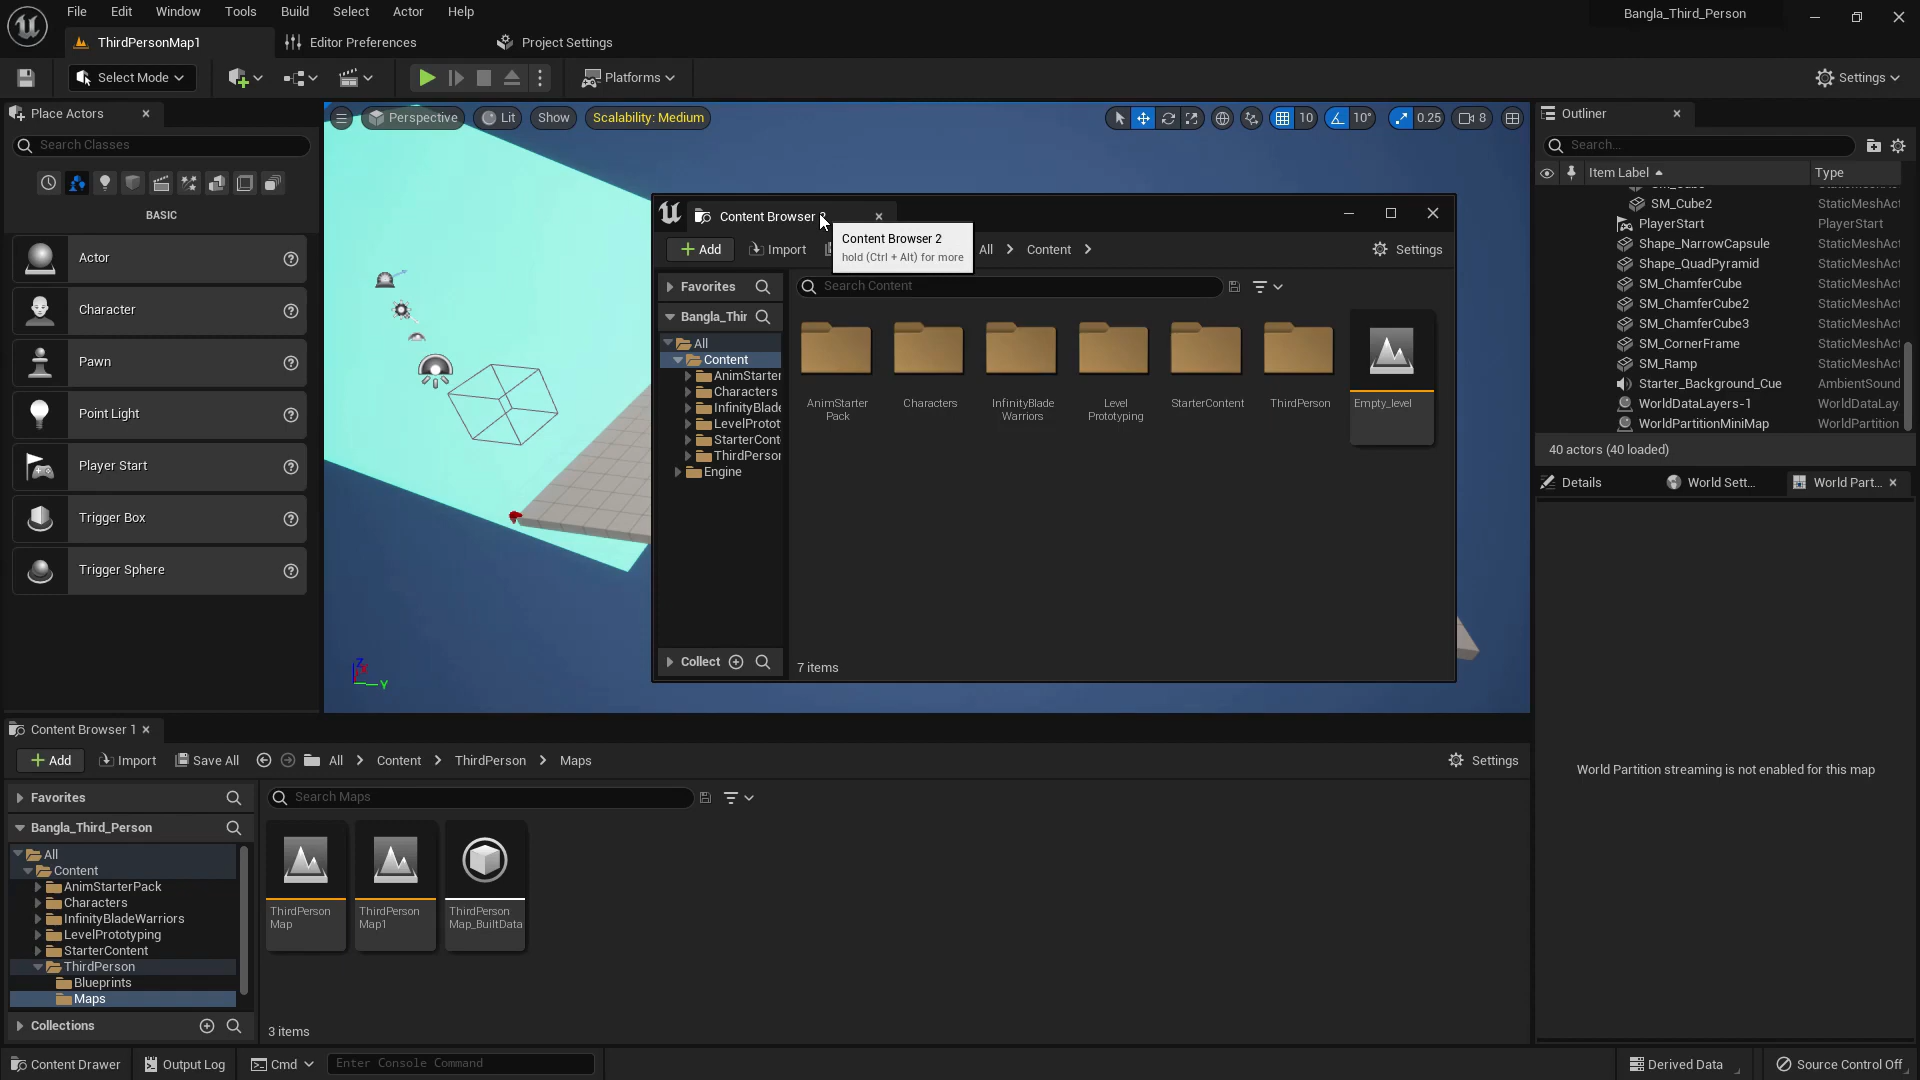 File Edit Window Tools Build Select Actor Help
Bangla_Third_Person
ThirdPersonMap1
Editor Preferences
Project Settings
Select Mode
Platforms
Settings
Place Actors
Search Classes
BASIC
Actor
Character
Pawn
Point Light
Player Start
Trigger Box
Trigger Sphere
Perspective
Lit
Show
Scalability: Medium
10
10°
0.25
8
Z
Y
Content Browser
Content Browser 2
hold (Ctrl + Alt) for more
Add
Import
All
Content
Settings
Favorites
Search Content
Bangla_Thir
All
Content
AnimStarter
Characters
InfinityBlade
LevelProtot
StarterCont
ThirdPerson
Engine
Collect
AnimStarter
Pack
Characters
InfinityBlade
Warriors
Level
Prototyping
StarterContent
ThirdPerson
Empty_level
7 items
Outliner
Search...
Item Label
Type
SM_Cube
SM_Cube2 StaticMeshAct
PlayerStart PlayerStart
Shape_NarrowCapsule StaticMeshAct
Shape_QuadPyramid StaticMeshAct
SM_ChamferCube StaticMeshAct
SM_ChamferCube2 StaticMeshAct
SM_ChamferCube3 StaticMeshAct
SM_CornerFrame StaticMeshAct
SM_Ramp StaticMeshAct
Starter_Background_Cue AmbientSound
WorldDataLayers-1 WorldDataLay
WorldPartitionMiniMap WorldPartition
40 actors (40 loaded)
Details
World Sett...
World Part...
World Partition streaming is not enabled for this map
Content Browser 1
Add
Import
Save All
All
Content
ThirdPerson
Maps
Settings
Favorites
Search Maps
Bangla_Third_Person
All
Content
AnimStarterPack
Characters
InfinityBladeWarriors
LevelPrototyping
StarterContent
ThirdPerson
Blueprints
Maps
Collections
ThirdPerson
Map
ThirdPerson
Map1
ThirdPerson
Map_BuiltData
3 items
Content Drawer
Output Log
Cmd
Enter Console Command
Derived Data
Source Control Off